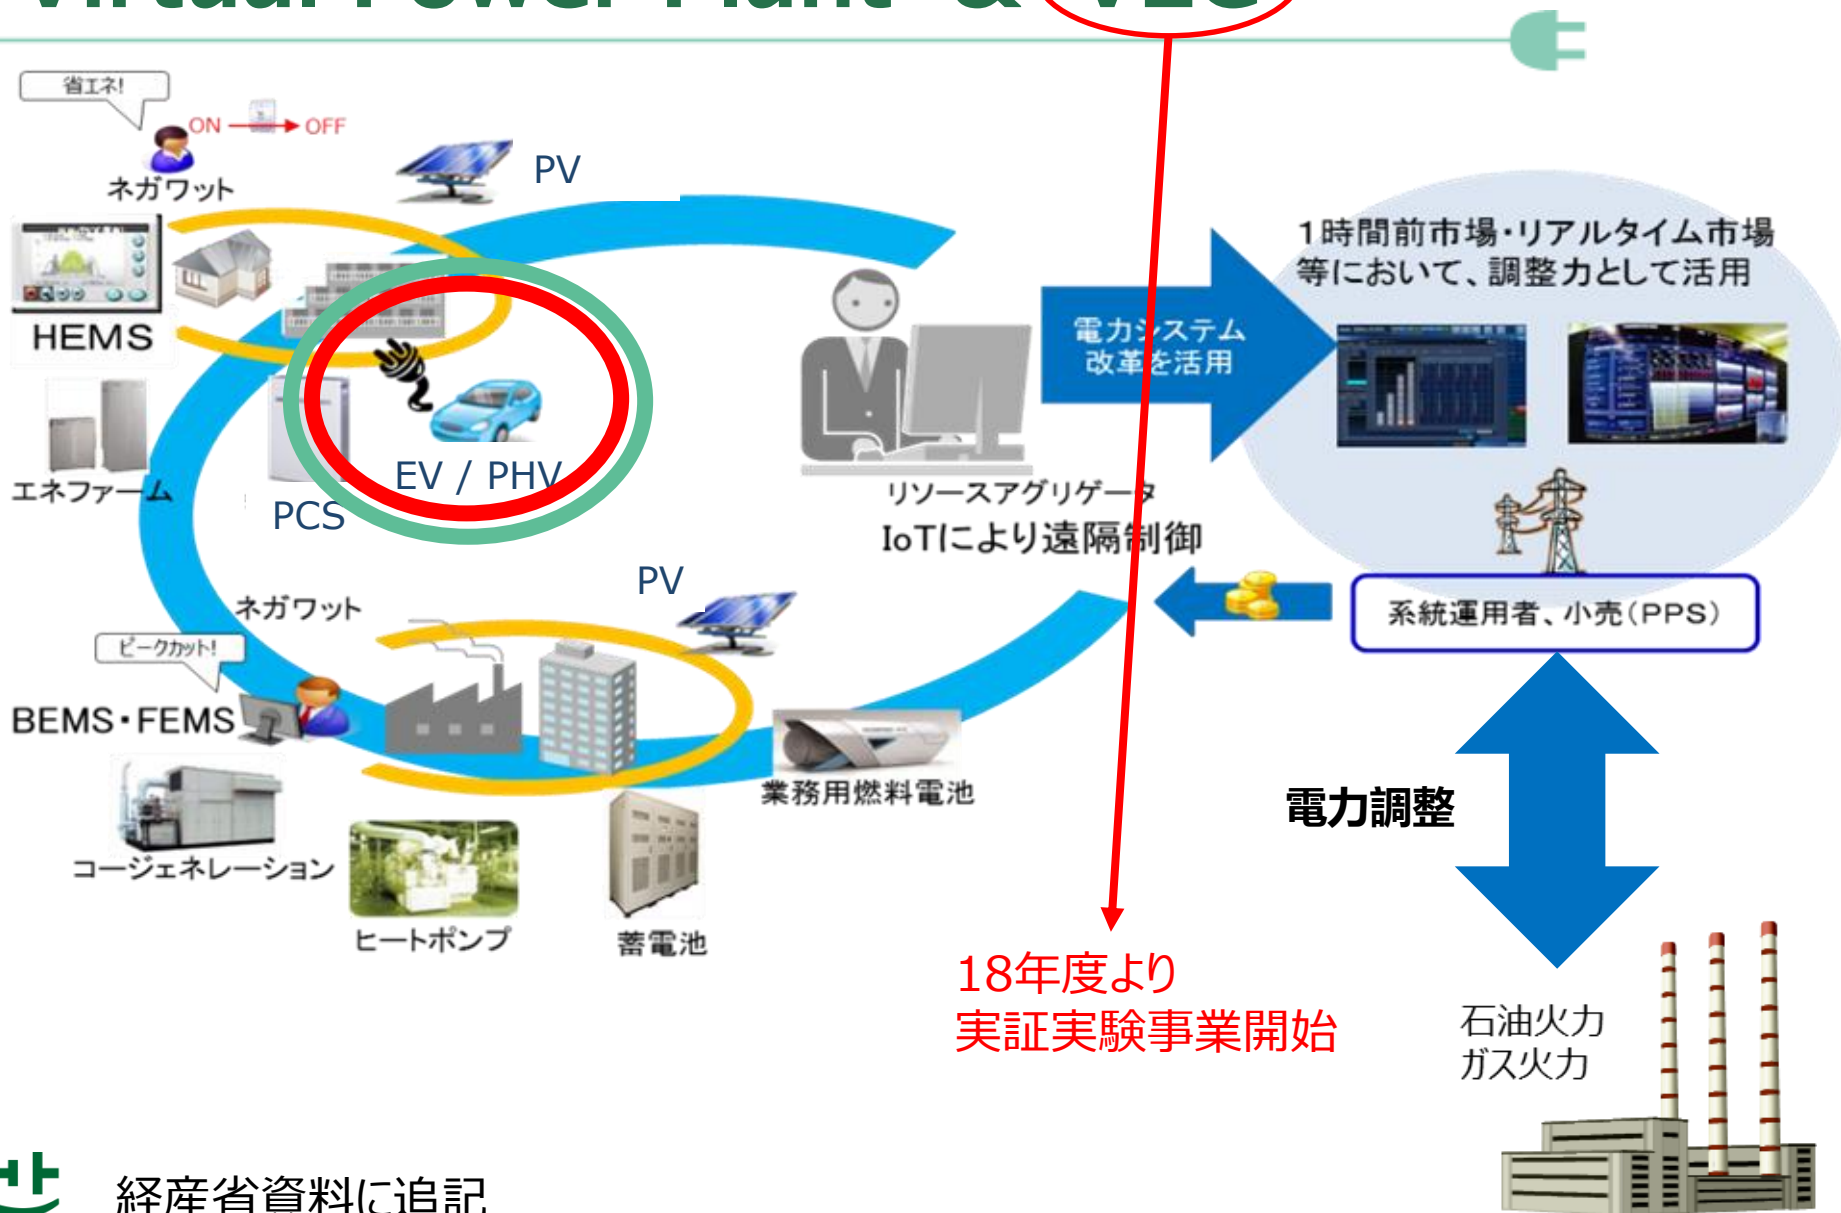 Virtual Power Plant & V2G
省エネ!
ON
OFF
ネガワット
PV
HEMS
エネファーム
PCS
EV / PHV
リソースアグリゲータ
IoTにより遠隔制御
電力システム
改革を活用
1時間前市場・リアルタイム市場
等において、調整力として活用
系統運用者、小売(PPS)
ネガワット
PV
ピークカット!
BEMS・FEMS
コージェネレーション
ヒートポンプ
蓄電池
業務用燃料電池
電力調整
18年度より
実証実験事業開始
石油火力
ガス火力
経産省資料に追記